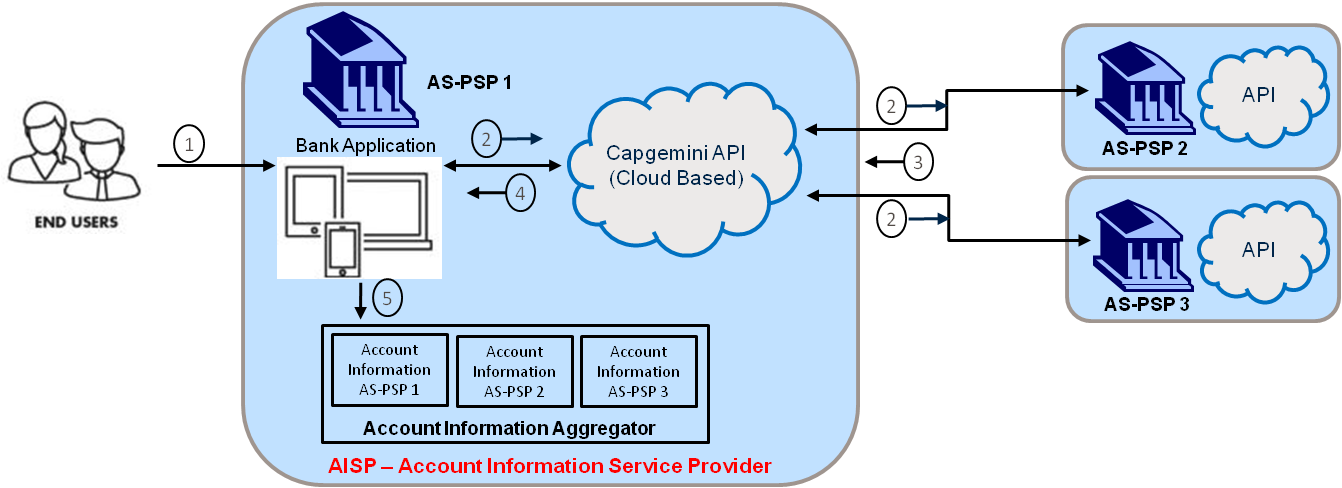 AS-PSP 1
Bank Application
END USERS
1
2
4
Capgemini API
(Cloud Based)
2
3
2
AS-PSP 2
API
AS-PSP 3
API
5
Account
Information
AS-PSP 1
Account
Information
AS-PSP 2
Account
Information
AS-PSP 3
Account Information Aggregator
AISP – Account Information Service Provider